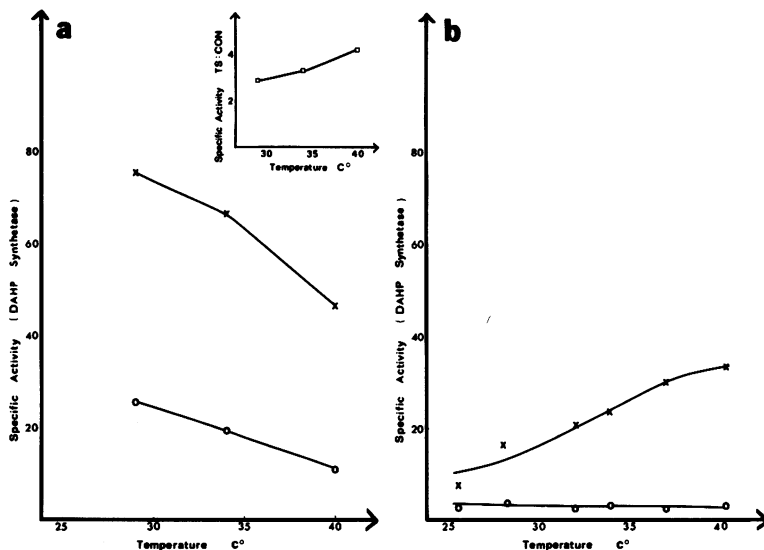 a
Specific Activity TS:CON
4
2
30
35
40
Temperature C°
Specific Activity ( DAHP Synthetase)
80
60
40
20
25
30
35
40
Temperature C°
b
Specific Activity (DAHP Synthetase)
80
60
40
20
25
30
35
40
Temperature C°